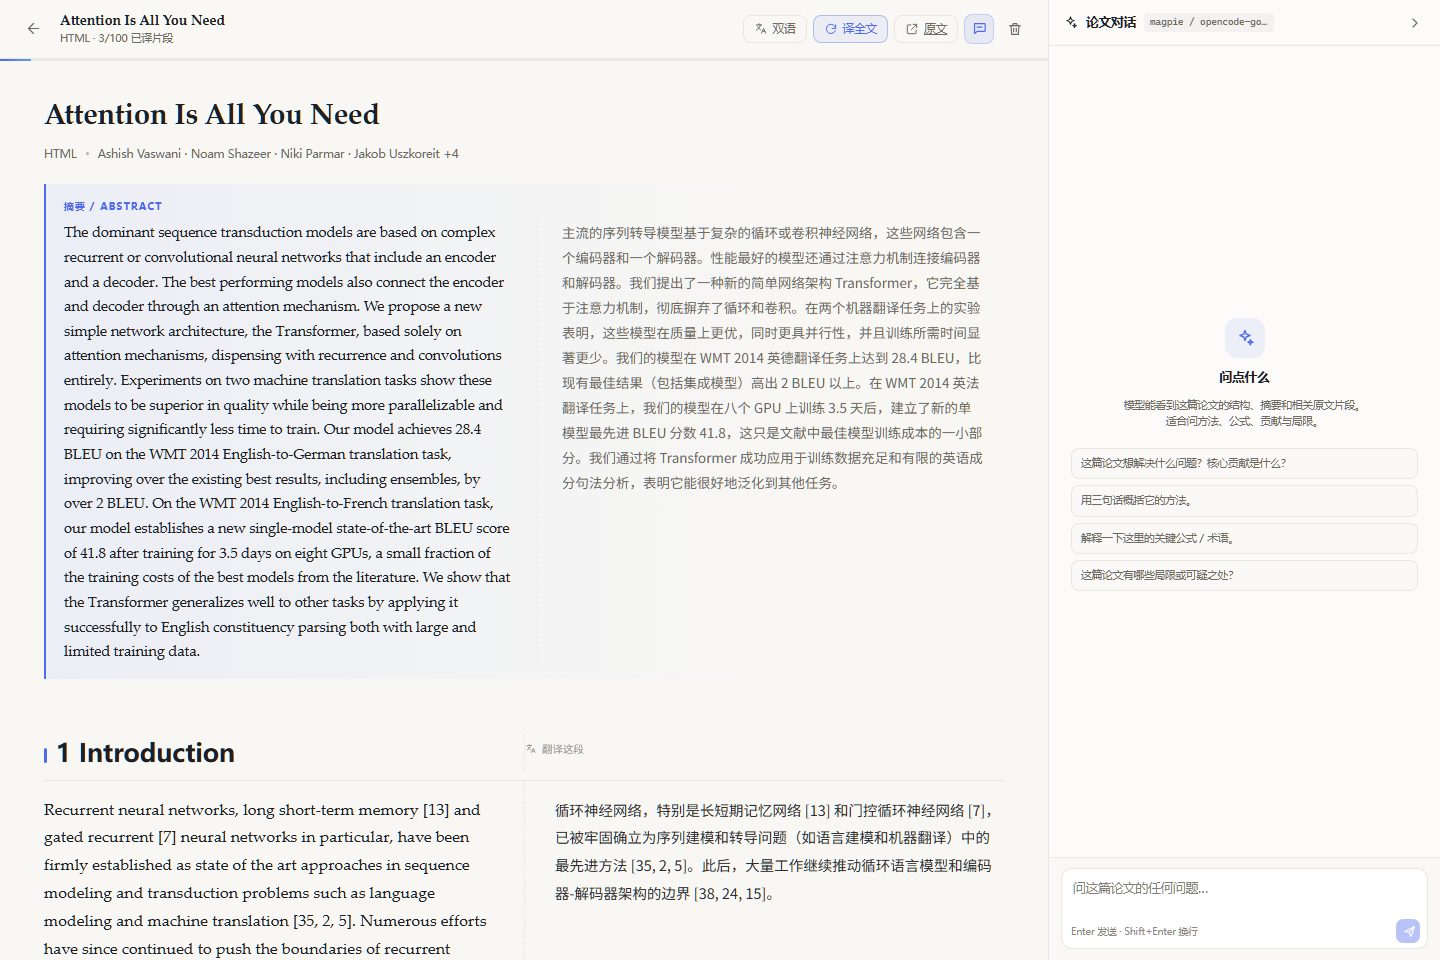 Attention Is All You Need
HTML · 3/100 已译片段
双语
译全文
原文
论文对话
magpie / opencode-go…
Attention Is All You Need
HTML • Ashish Vaswani · Noam Shazeer · Niki Parmar · Jakob Uszkoreit +4
摘要 / ABSTRACT
The dominant sequence transduction models are based on complex
recurrent or convolutional neural networks that include an encoder
and a decoder. The best performing models also connect the encoder
and decoder through an attention mechanism. We propose a new
simple network architecture, the Transformer, based solely on
attention mechanisms, dispensing with recurrence and convolutions
entirely. Experiments on two machine translation tasks show these
models to be superior in quality while being more parallelizable and
requiring significantly less time to train. Our model achieves 28.4
BLEU on the WMT 2014 English-to-German translation task,
improving over the existing best results, including ensembles, by
over 2 BLEU. On the WMT 2014 English-to-French translation task,
our model establishes a new single-model state-of-the-art BLEU score
of 41.8 after training for 3.5 days on eight GPUs, a small fraction of
the training costs of the best models from the literature. We show that
the Transformer generalizes well to other tasks by applying it
successfully to English constituency parsing both with large and
limited training data.
主流的序列转导模型基于复杂的循环或卷积神经网络，这些网络包含一
个编码器和一个解码器。性能最好的模型还通过注意力机制连接编码器
和解码器。我们提出了一种新的简单网络架构 Transformer，它完全基
于注意力机制，彻底摒弃了循环和卷积。在两个机器翻译任务上的实验
表明，这些模型在质量上更优，同时更具并行性，并且训练所需时间显
著更少。我们的模型在 WMT 2014 英德翻译任务上达到 28.4 BLEU，比
现有最佳结果（包括集成模型）高出 2 BLEU 以上。在 WMT 2014 英法
翻译任务上，我们的模型在八个 GPU 上训练 3.5 天后，建立了新的单
模型最先进 BLEU 分数 41.8，这只是文献中最佳模型训练成本的一小部
分。我们通过将 Transformer 成功应用于训练数据充足和有限的英语成
分句法分析，表明它能很好地泛化到其他任务。
1 Introduction
翻译这段
Recurrent neural networks, long short-term memory [13] and
gated recurrent [7] neural networks in particular, have been
firmly established as state of the art approaches in sequence
modeling and transduction problems such as language
modeling and machine translation [35, 2, 5]. Numerous efforts
have since continued to push the boundaries of recurrent
循环神经网络，特别是长短期记忆网络 [13] 和门控循环神经网络 [7]，
已被牢固确立为序列建模和转导问题（如语言建模和机器翻译）中的
最先进方法 [35, 2, 5]。此后，大量工作继续推动循环语言模型和编码
器-解码器架构的边界 [38, 24, 15]。
问点什么
模型能看到这篇论文的结构、摘要和相关原文片段。
适合问方法、公式、贡献与局限。
这篇论文想解决什么问题？核心贡献是什么？
用三句话概括它的方法。
解释一下这里的关键公式 / 术语。
这篇论文有哪些局限或可疑之处？
问这篇论文的任何问题...
Enter 发送 · Shift+Enter 换行